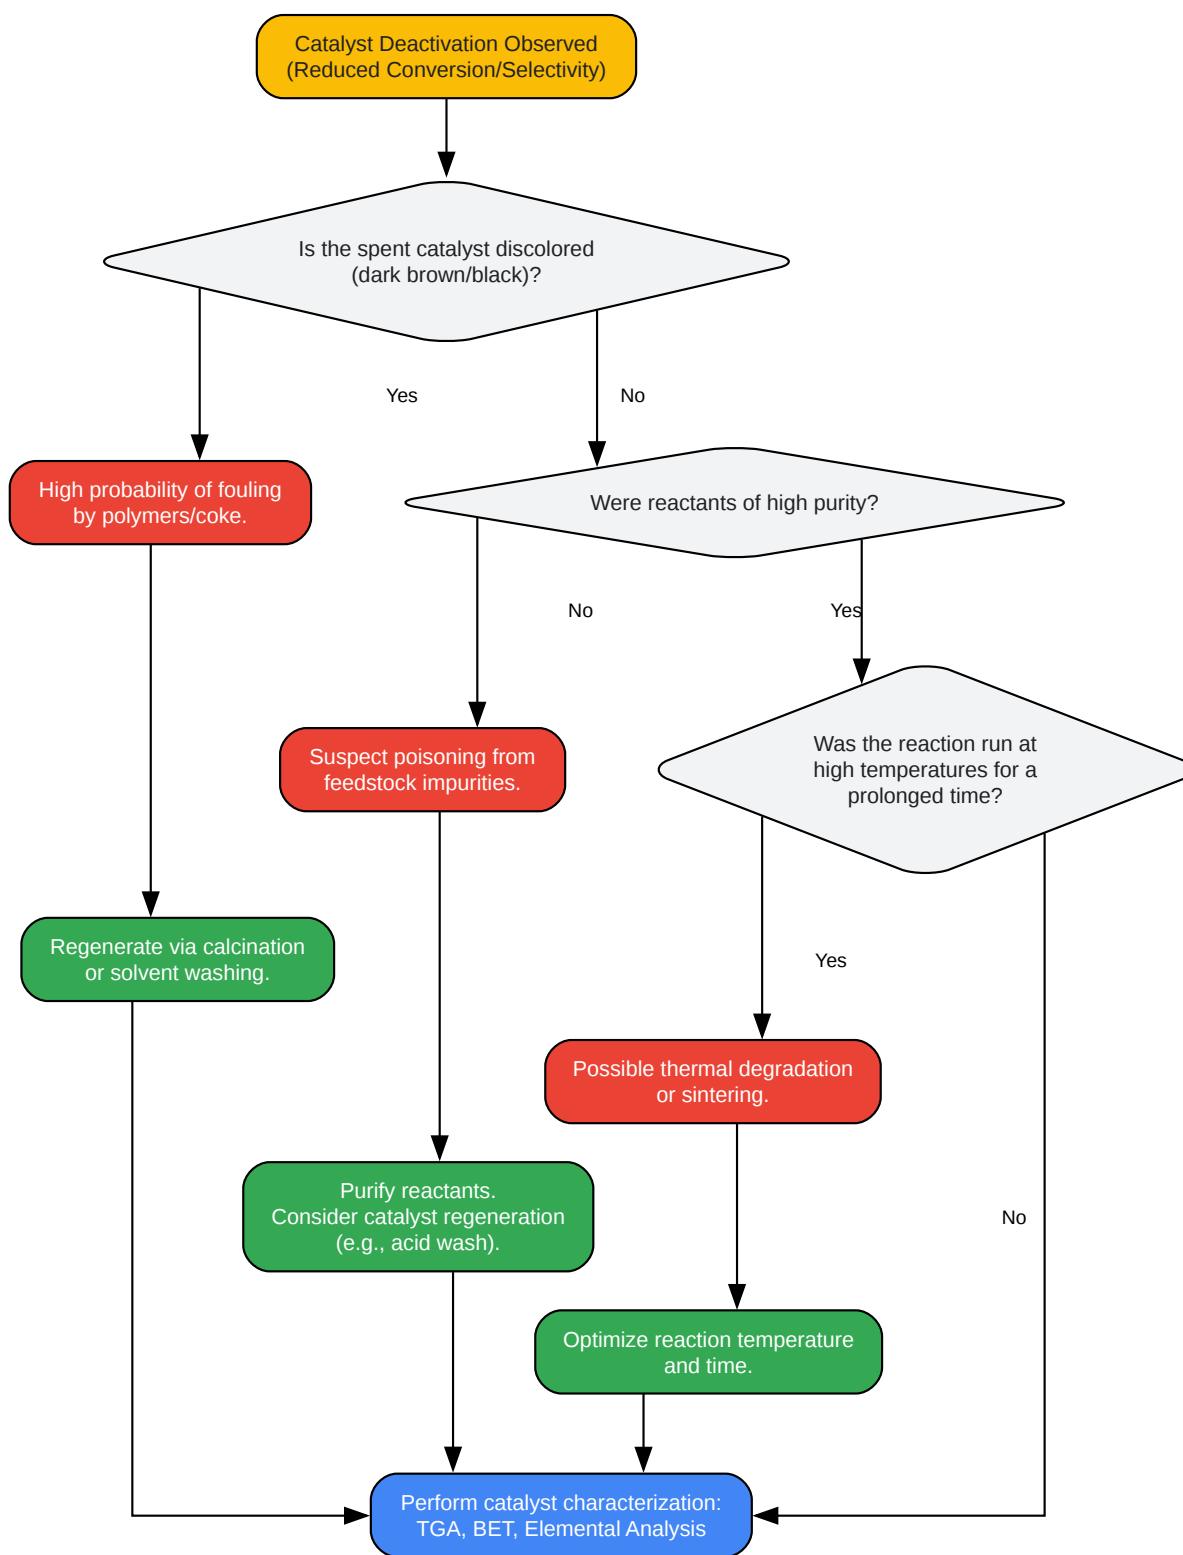 Catalyst Deactivation Observed
(Reduced Conversion/Selectivity)
Is the spent catalyst discolored
(dark brown/black)?
Yes
No
High probability of fouling
by polymers/coke.
Were reactants of high purity?
No
Yes
Suspect poisoning from
feedstock impurities.
Was the reaction run at
high temperatures for a
prolonged time?
Regenerate via calcination
or solvent washing.
Yes
Possible thermal degradation
or sintering.
Purify reactants.
Consider catalyst regeneration
(e.g., acid wash).
No
Optimize reaction temperature
and time.
Perform catalyst characterization:
TGA, BET, Elemental Analysis